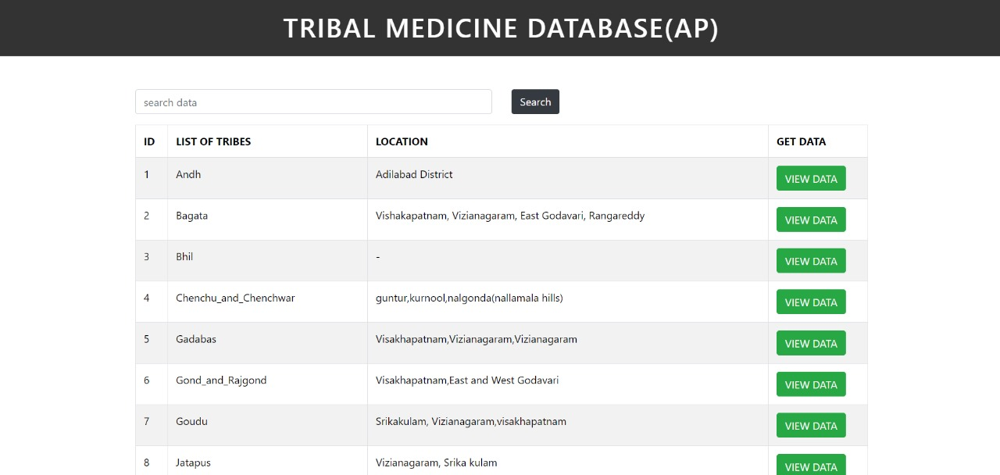 TRIBAL MEDICINE DATABASE(AP)
search data Search
ID LIST OF TRIBES LOCATION GET DATA
1 Andh Adilabad District VIEW DATA
2 Bagata Vishakapatnam, Vizianagaram, East Godavari, Rangareddy VIEW DATA
3 Bhil - VIEW DATA
4 Chenchu_and_Chenchwar guntur,kurnool,nalgonda(nallamala hills) VIEW DATA
5 Gadabas Visakhapatnam,Vizianagaram,Vizianagaram VIEW DATA
6 Gond_and_Rajgond Visakhapatnam,East and West Godavari VIEW DATA
7 Goudu Srikakulam, Vizianagaram,visakhapatnam VIEW DATA
8 Jatapus Vizianagaram, Srika kulam VIEW DATA